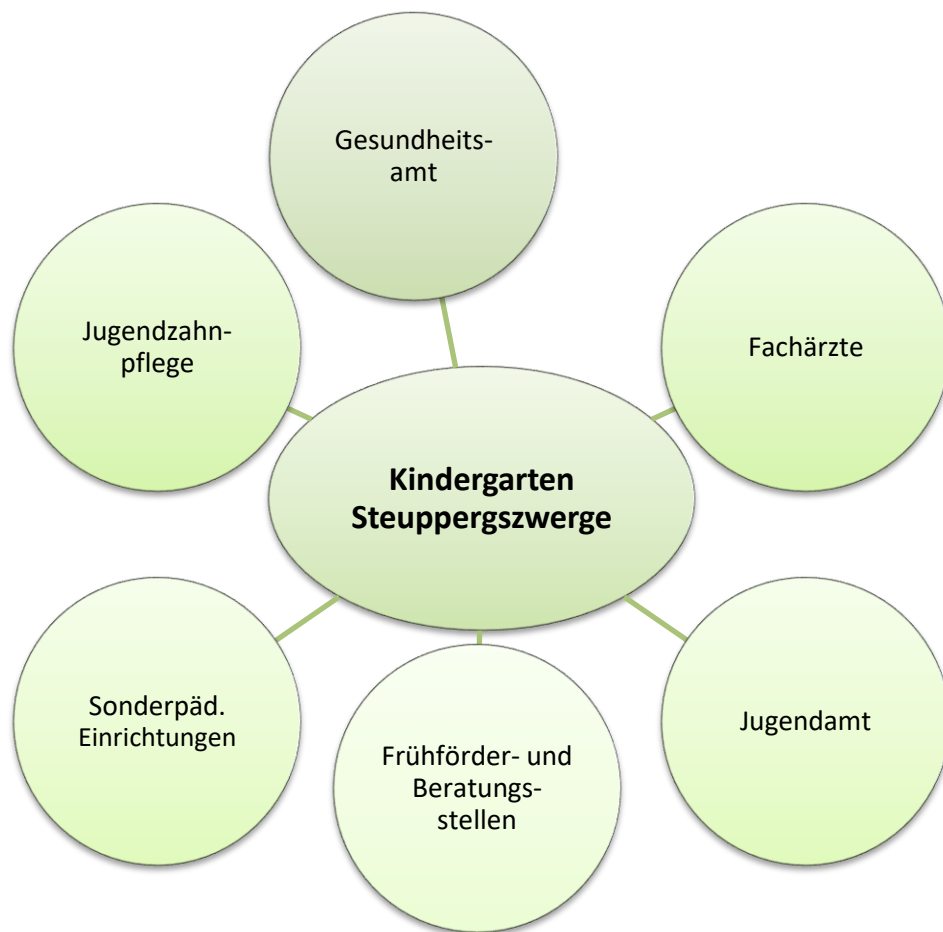 Gesundheits-
amt
Jugendzahn-
pflege
Fachärzte
Kindergarten
Steuppergszwerge
Sonderpäd.
Einrichtungen
Frühförder- und
Beratungs-
stellen
Jugendamt